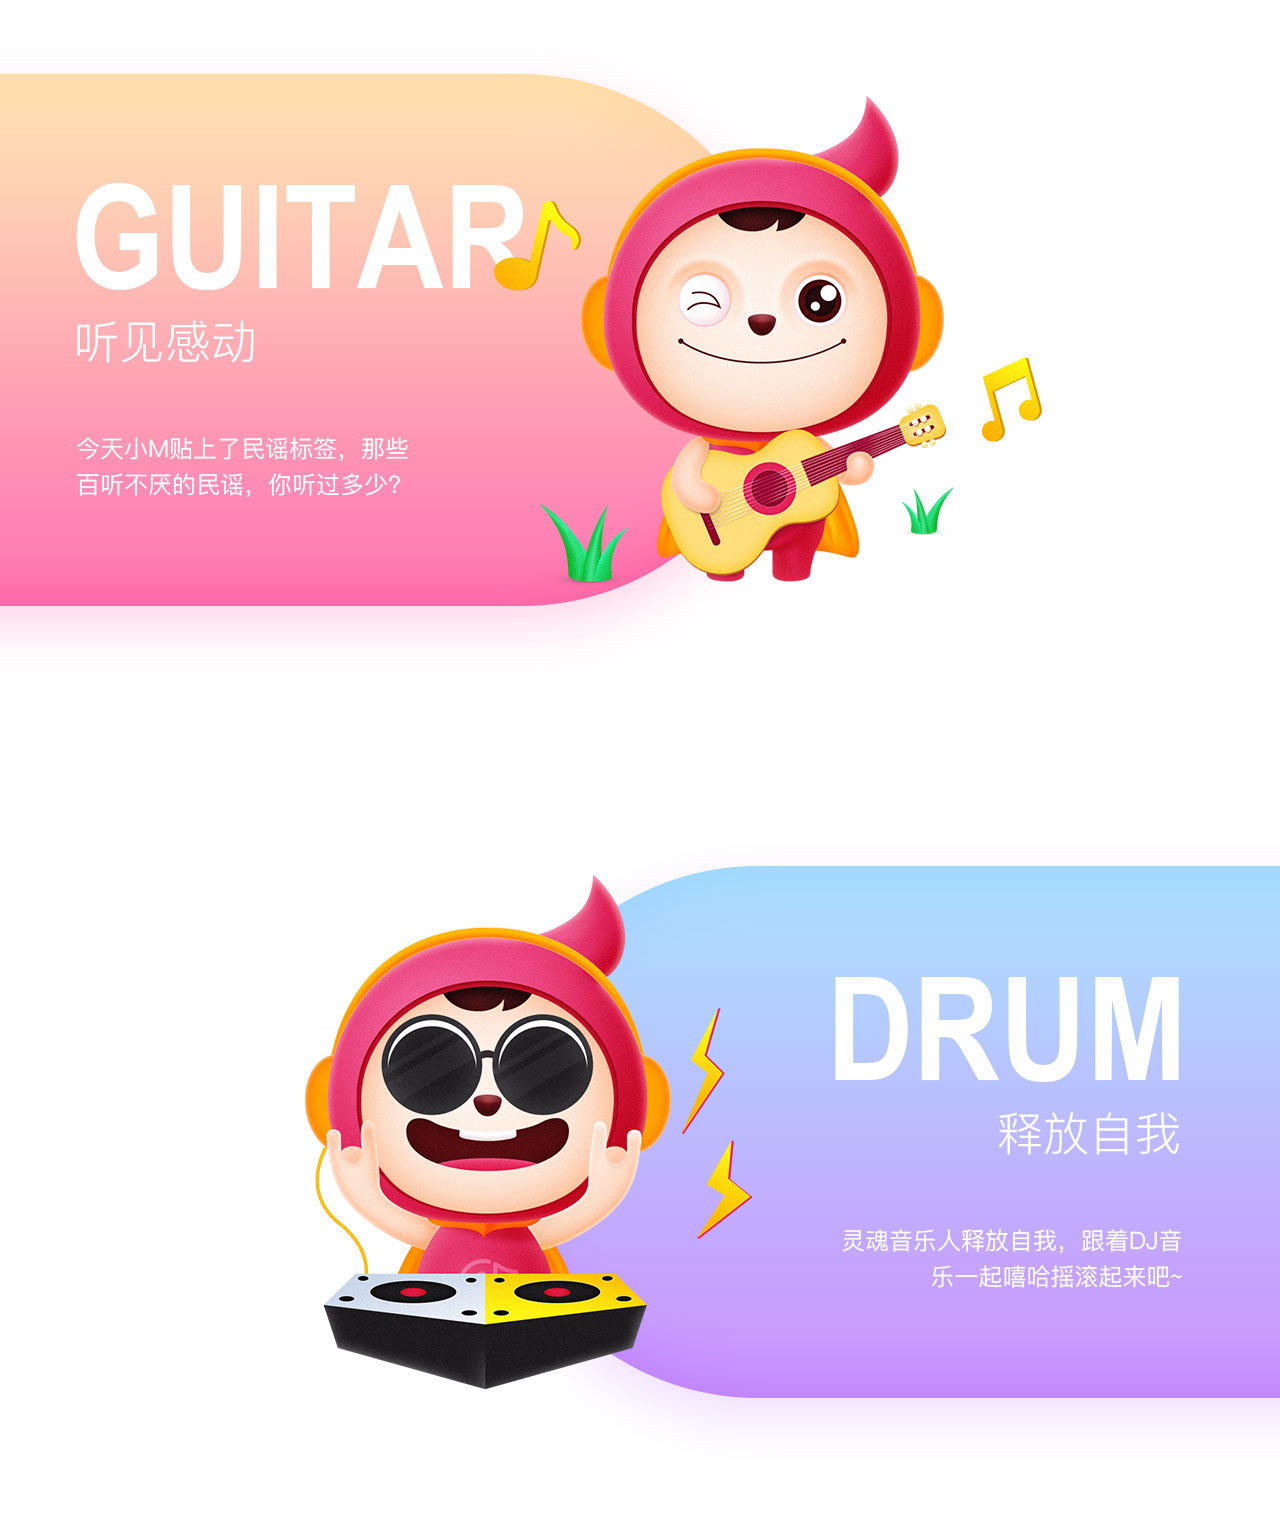 GUITAR
听见感动
今天小M贴上了民谣标签，那些
百听不厌的民谣，你听过多少？
DRUM
释放自我
灵魂音乐人释放自我，跟着DJ音
乐一起嘻哈摇滚起来吧~